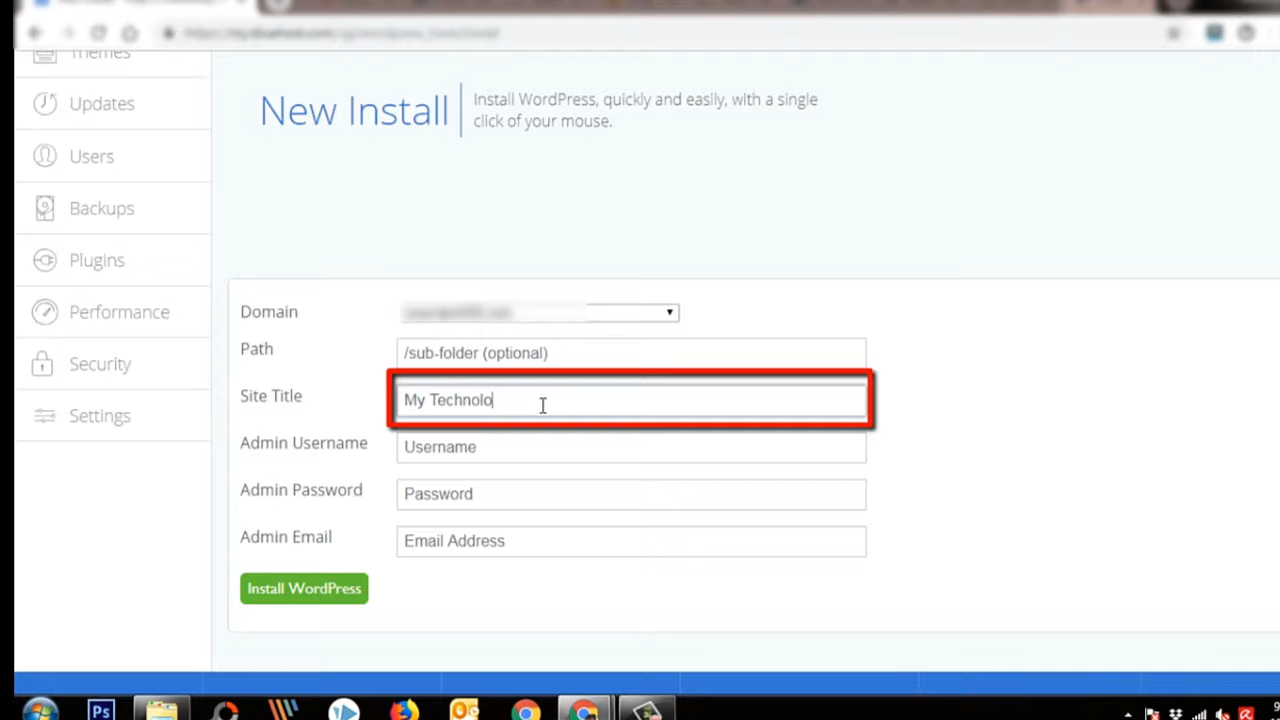 Themes
Updates
Users
Backups
Plugins
Performance
Security
Settings
New Install
Install WordPress, quickly and easily, with a single
click of your mouse.
Domain
Path
/sub-folder (optional)
Site Title
My Technolo
Admin Username
Username
Admin Password
Password
Admin Email
Email Address
Install WordPress
Ps